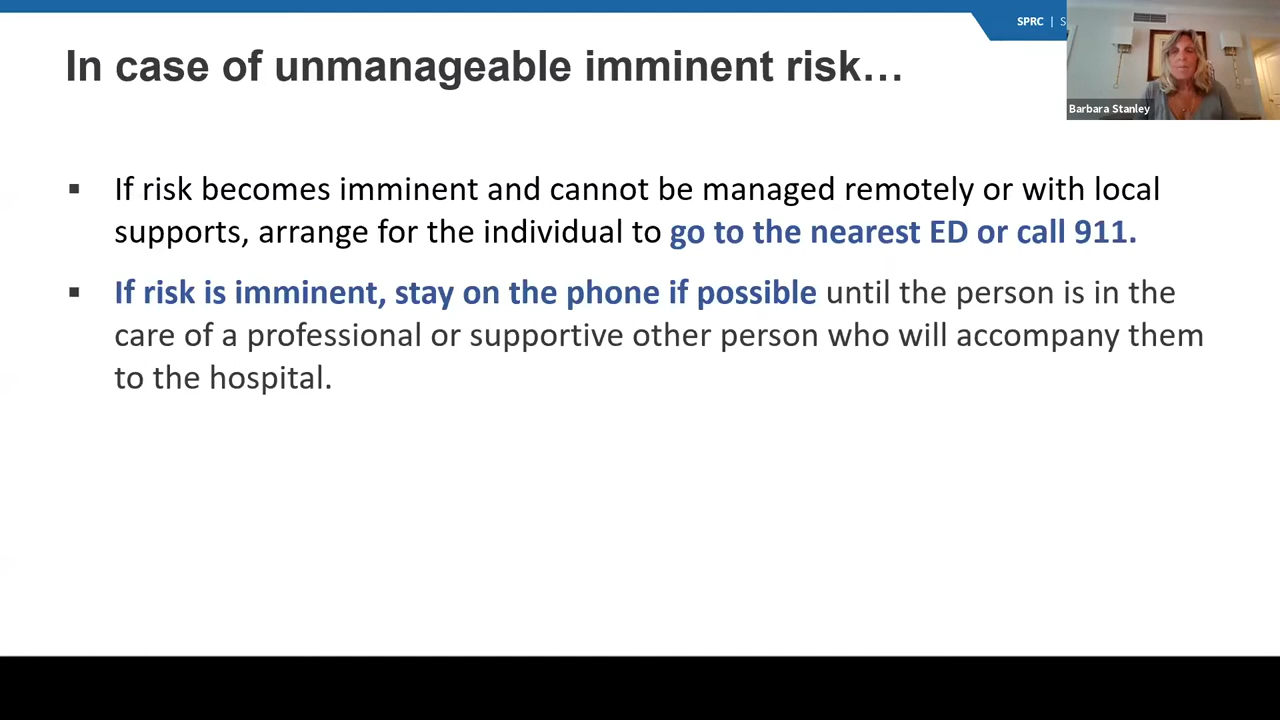 SPRC | S
In case of unmanageable imminent risk…
Barbara Stanley
▪ If risk becomes imminent and cannot be managed remotely or with local
supports, arrange for the individual to go to the nearest ED or call 911.
▪ If risk is imminent, stay on the phone if possible until the person is in the
care of a professional or supportive other person who will accompany them
to the hospital.